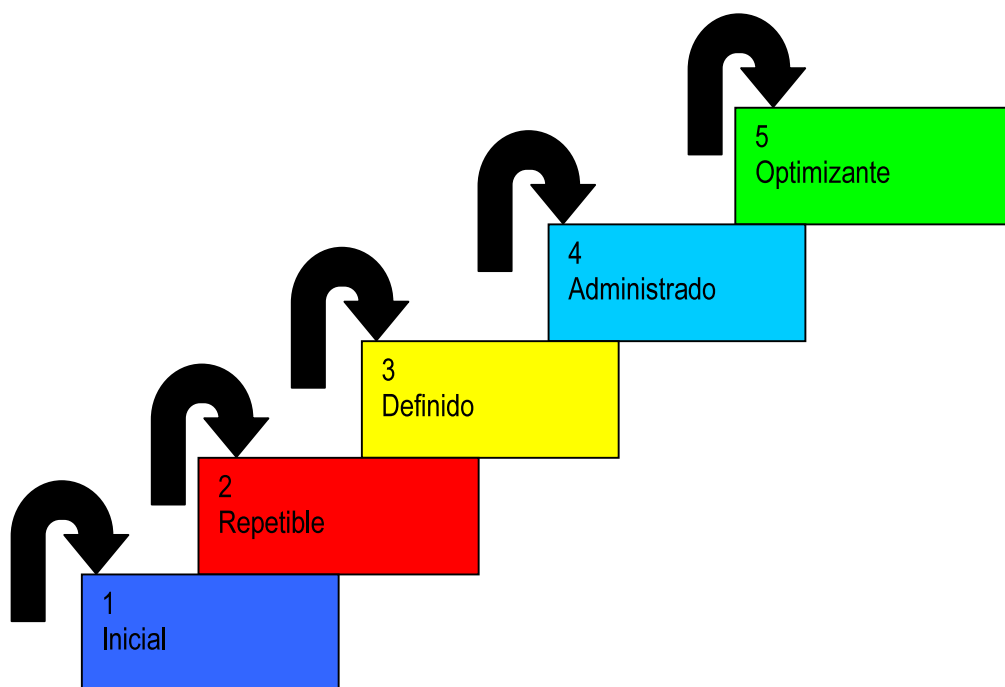 5
Optimizante
4
Administrado
3
Definido
2
Repetible
1
Inicial